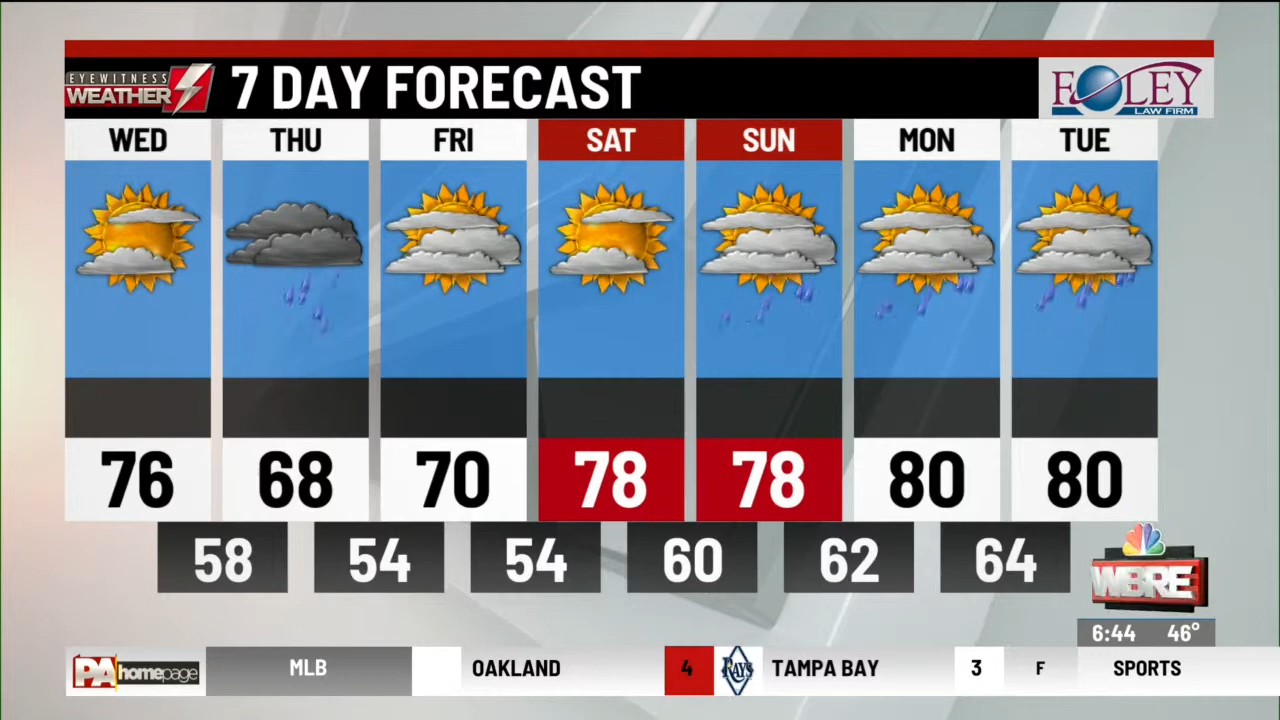 EYEWITNESS
WEATHER
7 DAY FORECAST
FOLEY
LAW FIRM
WED THU FRI SAT SUN MON TUE
76 68 70 78 78 80 80
58 54 54 60 62 64
WBRE
6:44 46°
PA homepage MLB OAKLAND 4 RAYS TAMPA BAY 3 F SPORTS